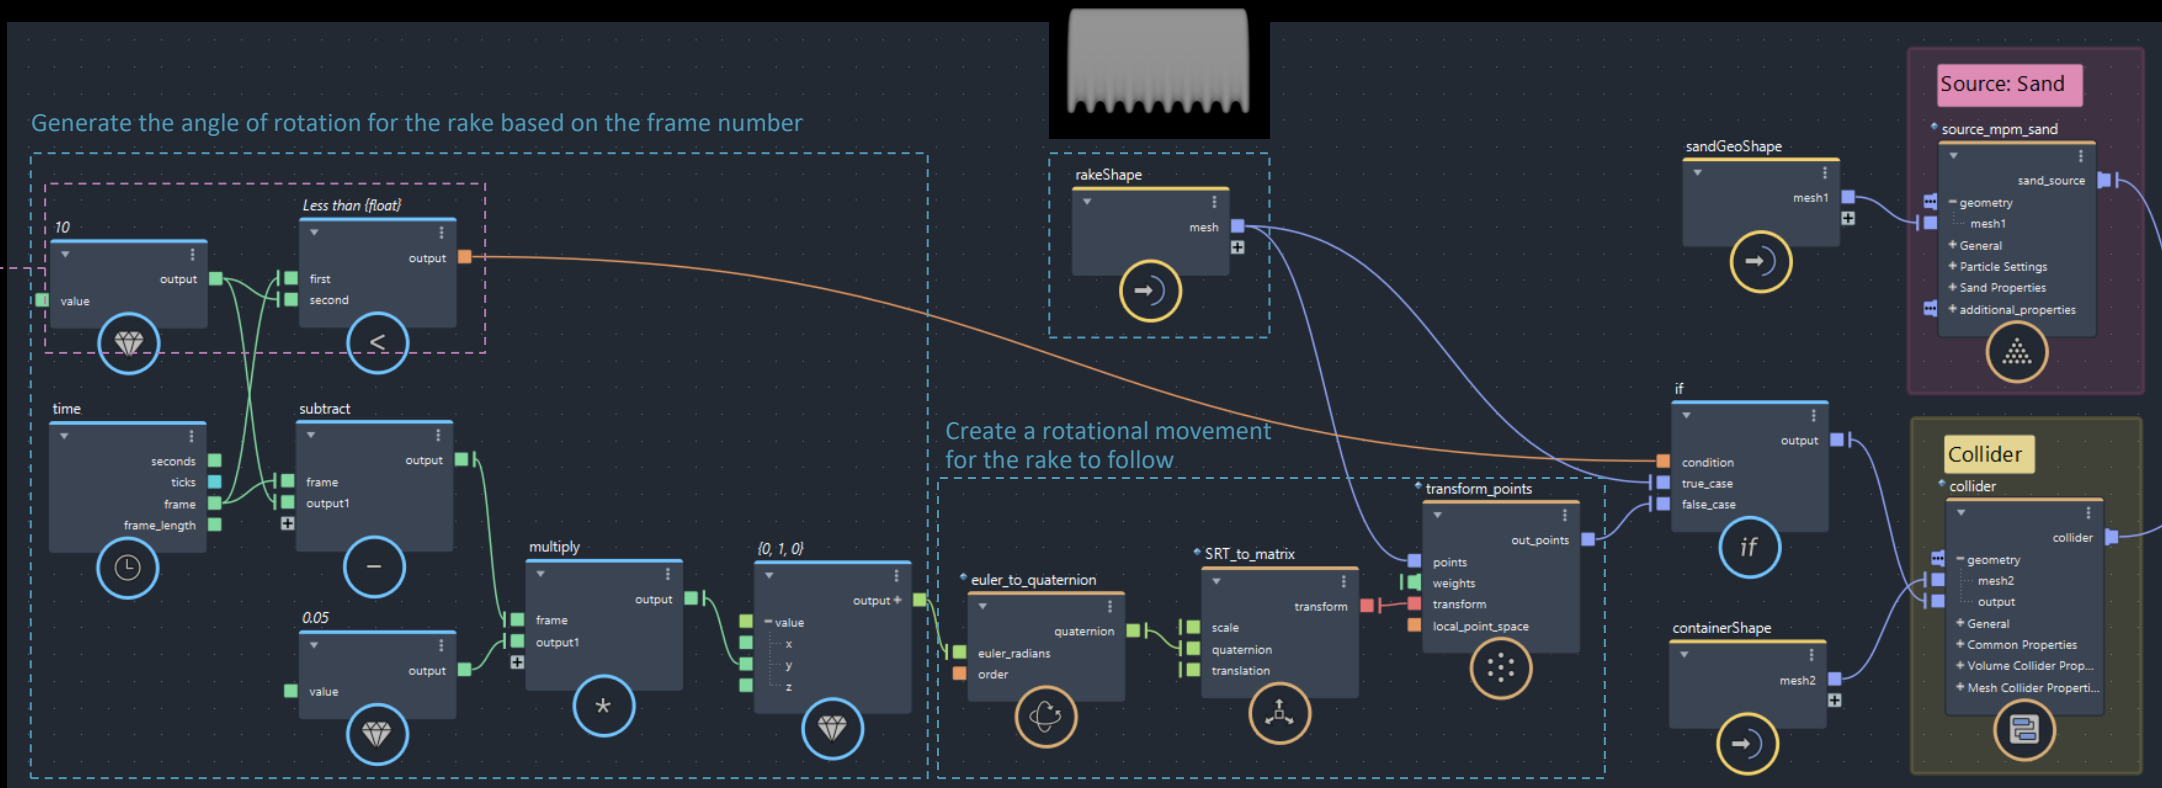 Generate the angle of rotation for the rake based on the frame number
10
output
value
Less than {float}
output
first
second
time
seconds
ticks
frame
frame_length
subtract
output
frame
output1
0.05
output
value
multiply
output
frame
output1
{0, 1, 0}
output
value
x
y
z
rakeShape
mesh
Create a rotational movement
for the rake to follow
euler_to_quaternion
quaternion
euler_radians
order
SRT_to_matrix
transform
scale
quaternion
translation
transform_points
out_points
points
weights
transform
local_point_space
sandGeoShape
mesh1
if
output
condition
true_case
false_case
if
containerShape
mesh2
Source: Sand
source_mpm_sand
sand_source
geometry
mesh1
General
Particle Settings
Sand Properties
additional_properties
Collider
collider
collider
geometry
mesh2
output
General
Common Properties
Volume Collider Prop...
Mesh Collider Properti...